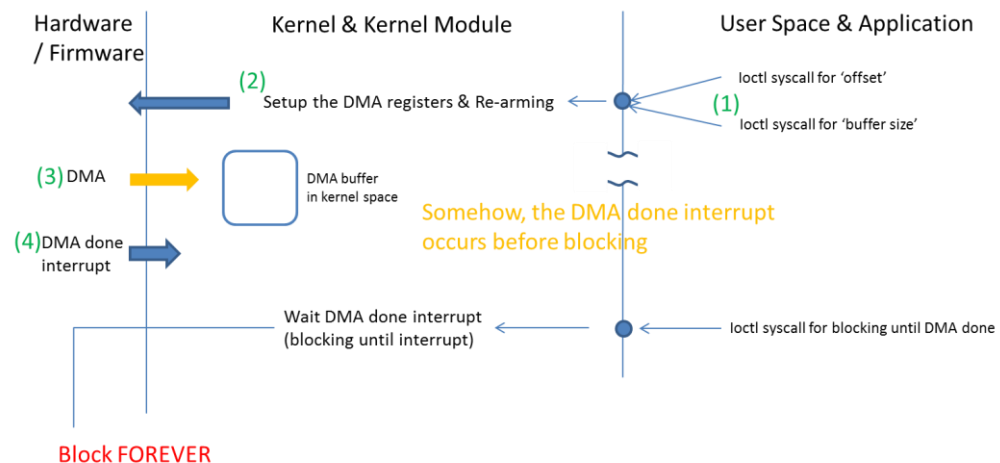 Hardware
/ Firmware
Kernel & Kernel Module
User Space & Application
(2)
Setup the DMA registers & Re-arming
Ioctl syscall for ‘offset’
(1)
Ioctl syscall for ‘buffer size’
(3) DMA
DMA buffer
in kernel space
Somehow, the DMA done interrupt
occurs before blocking
(4) DMA done
interrupt
Wait DMA done interrupt
(blocking until interrupt)
Ioctl syscall for blocking until DMA done
Block FOREVER